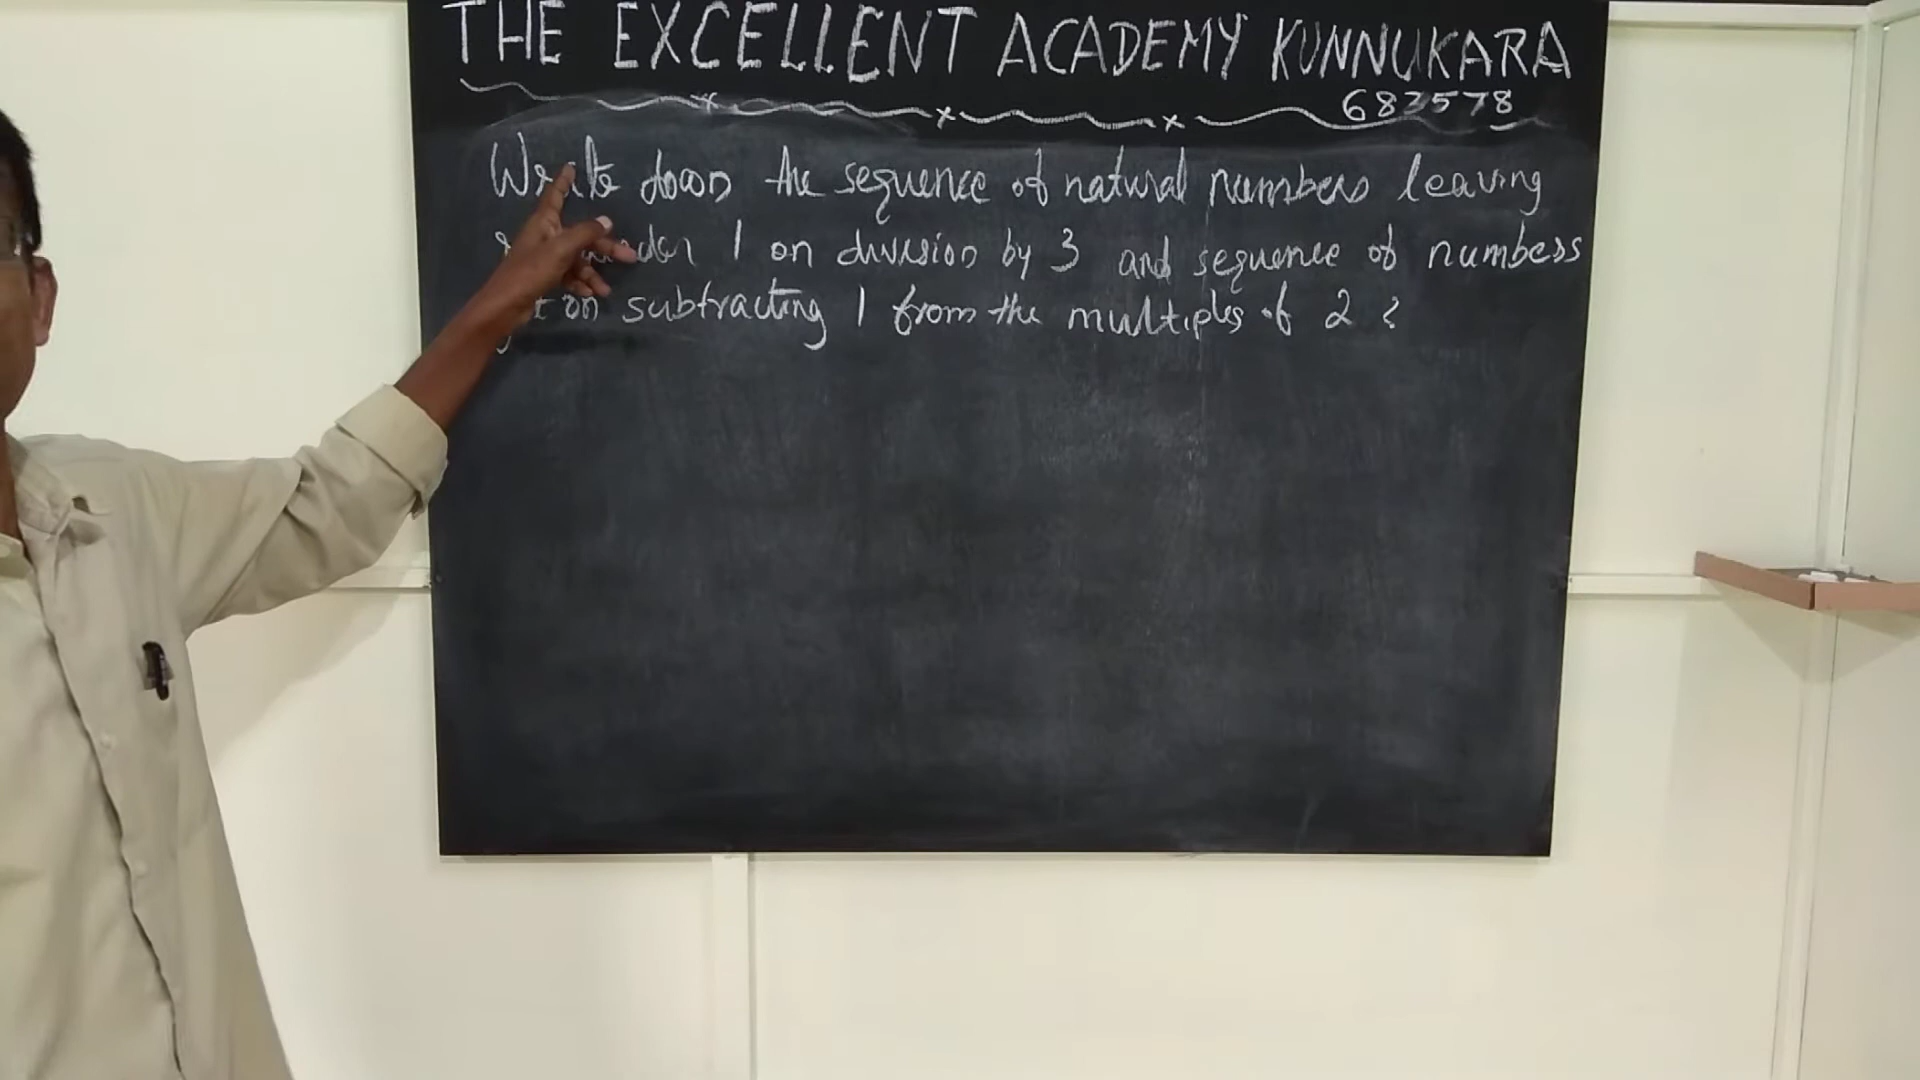 THE EXCELLENT ACADEMY KUNNUKARA
683578
Write down the sequence of natural numbers leaving
1 on division by 3 and sequence of numbers
on subtracting 1 from the multiples of 2 ?